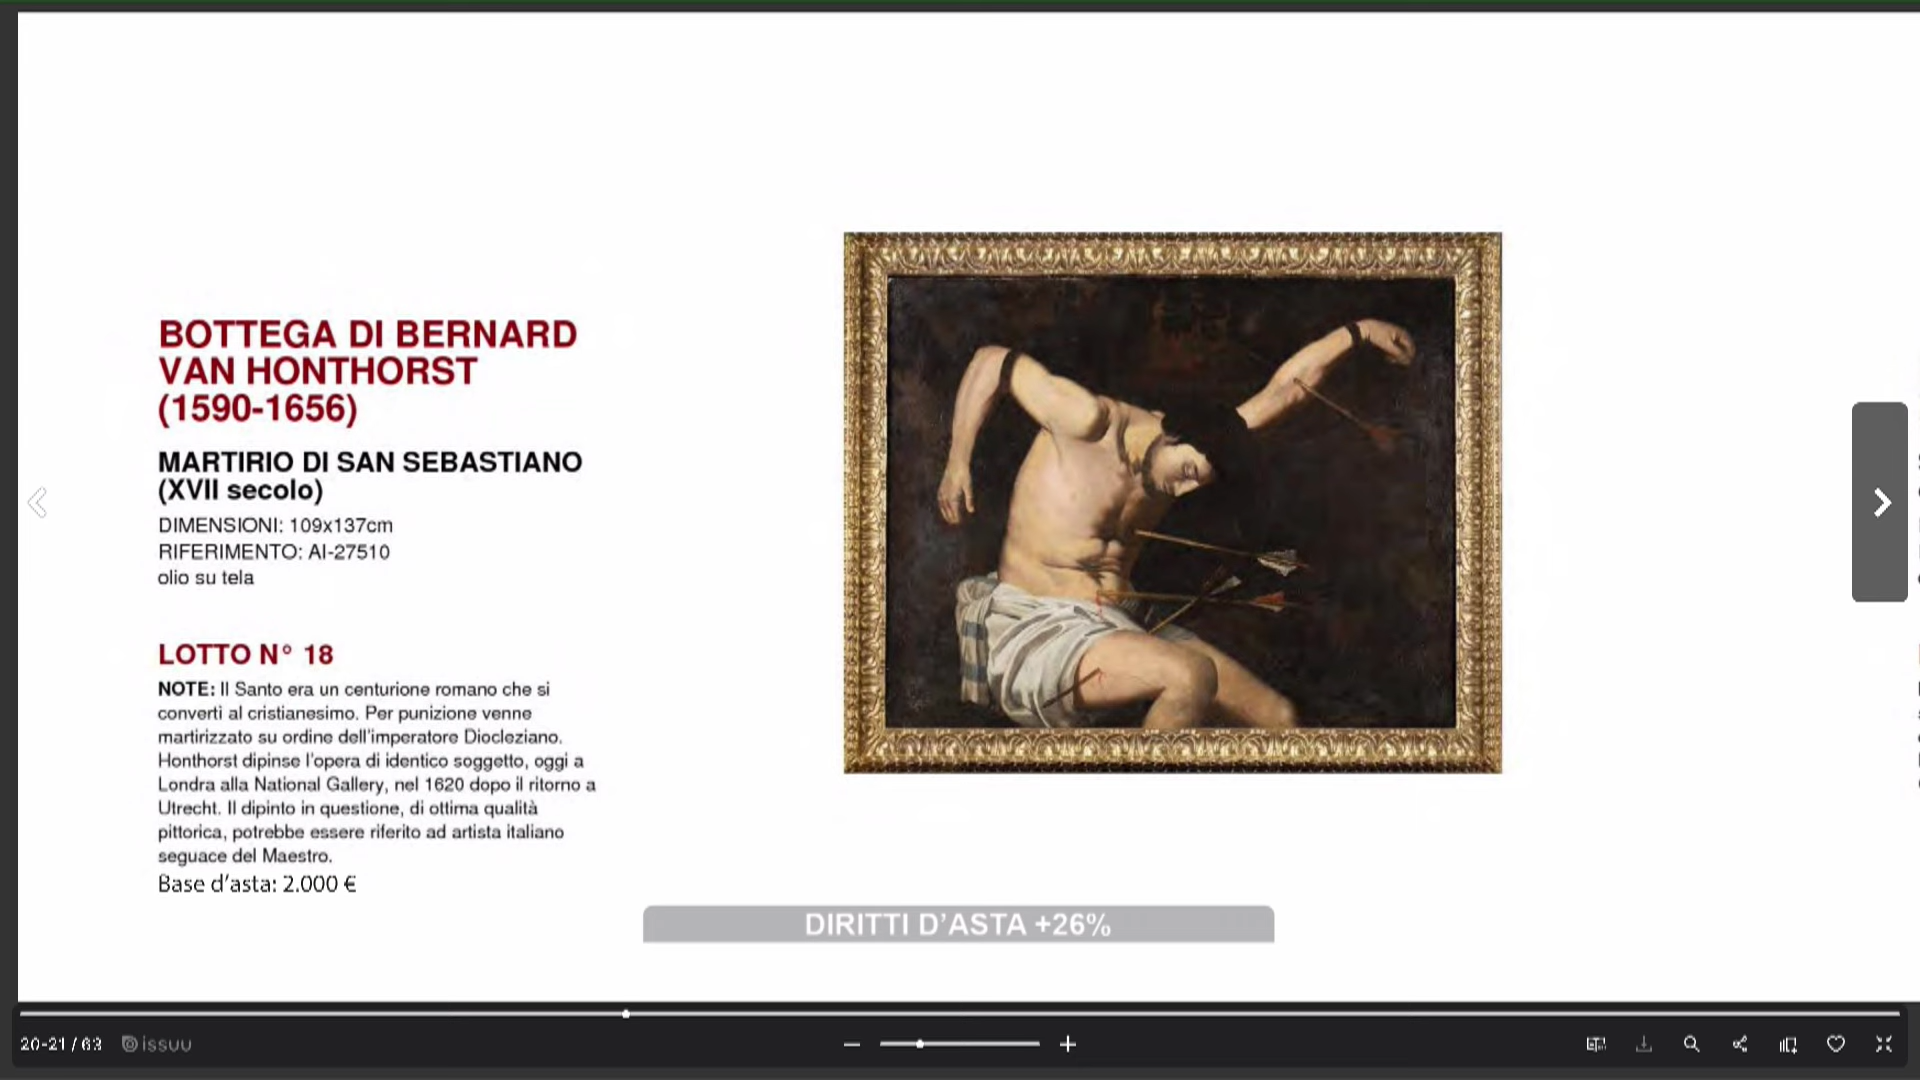 BOTTEGA DI BERNARD
VAN HONTHORST
(1590-1656)
MARTIRIO DI SAN SEBASTIANO
(XVII secolo)
DIMENSIONI: 109x137cm
RIFERIMENTO: AI-27510
olio su tela
LOTTO N° 18
NOTE: Il Santo era un centurione romano che si
convertì al cristianesimo. Per punizione venne
martirizzato su ordine dell'imperatore Diocleziano.
Honthorst dipinse l'opera di identico soggetto, oggi a
Londra alla National Gallery, nel 1620 dopo il ritorno a
Utrecht. Il dipinto in questione, di ottima qualità
pittorica, potrebbe essere riferito ad artista italiano
seguace del Maestro.
Base d'asta: 2.000 €
DIRITTI D'ASTA +26%
20-21 / 63
issuu